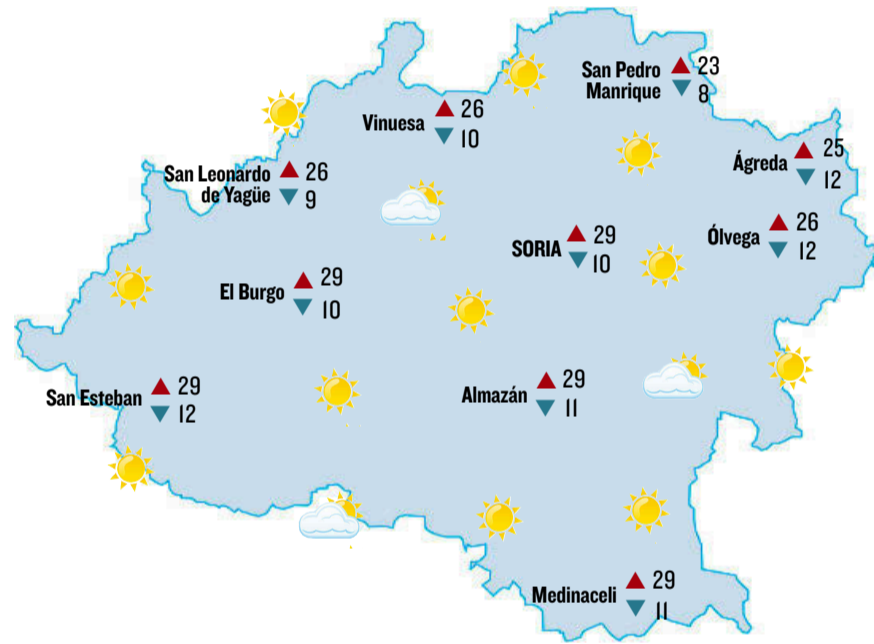 San Pedro
Manrique
23
8
Vinuesa
26
10
Ágreda
25
12
San Leonardo
de Yagüe
26
9
Ólvega
26
12
SORIA
29
10
El Burgo
29
10
San Esteban
29
12
Almazán
29
11
Medinaceli
29
11